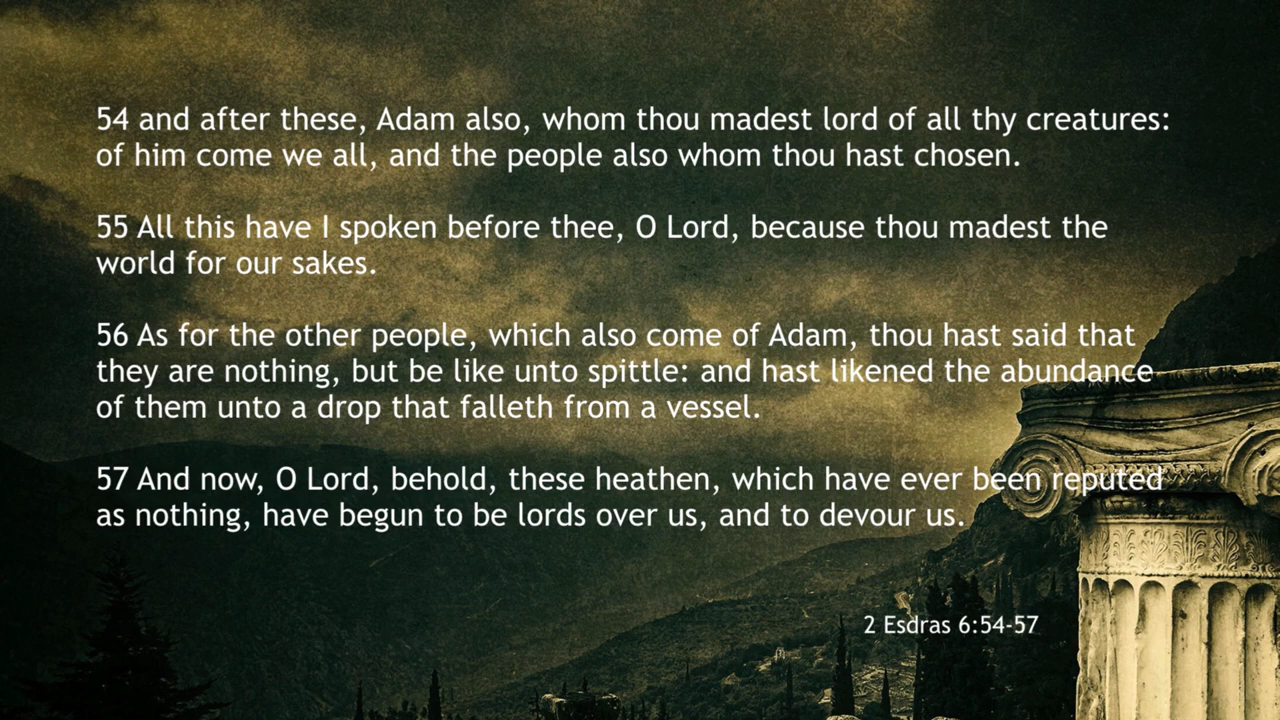 54 and after these, Adam also, whom thou madest lord of all thy creatures:
of him come we all, and the people also whom thou hast chosen.
55 All this have I spoken before thee, O Lord, because thou madest the
world for our sakes.
56 As for the other people, which also come of Adam, thou hast said that
they are nothing, but be like unto spittle: and hast likened the abundance
of them unto a drop that falleth from a vessel.
57 And now, O Lord, behold, these heathen, which have ever been reputed
as nothing, have begun to be lords over us, and to devour us.
2 Esdras 6:54-57